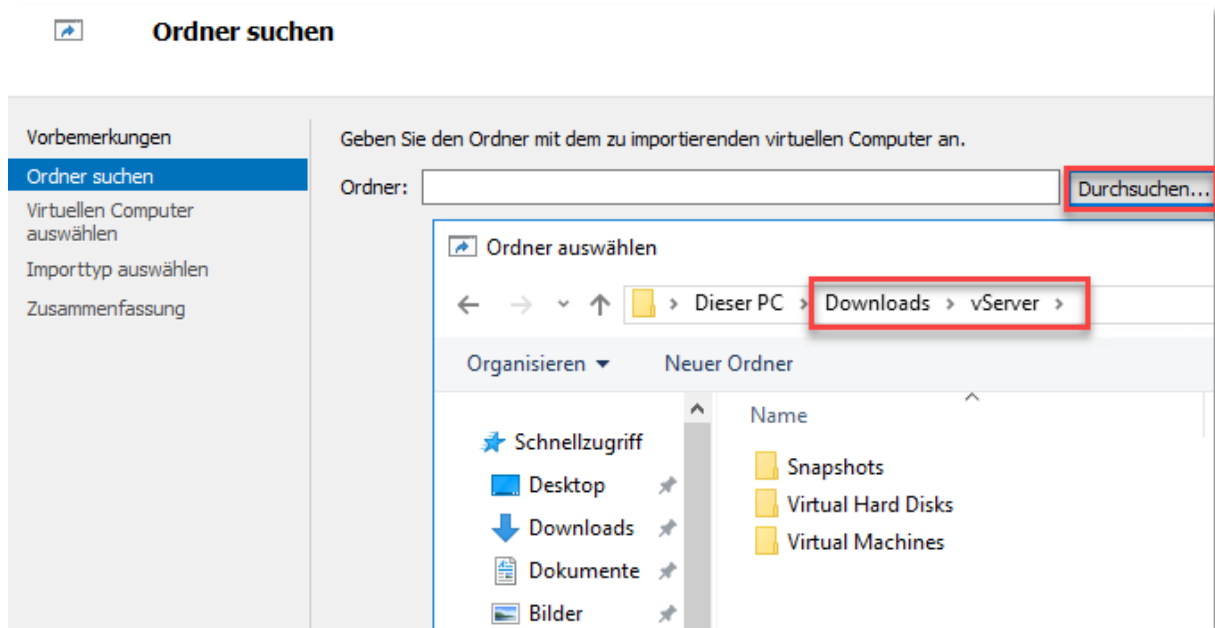 Ordner suchen
Vorbemerkungen
Ordner suchen
Virtuellen Computer
auswählen
Importtyp auswählen
Zusammenfassung
Geben Sie den Ordner mit dem zu importierenden virtuellen Computer an.
Ordner:
Durchsuchen...
Ordner auswählen
Dieser PC > Downloads > vServer >
Organisieren Neuer Ordner
Schnellzugriff
Desktop
Downloads
Dokumente
Bilder
Name
Snapshots
Virtual Hard Disks
Virtual Machines